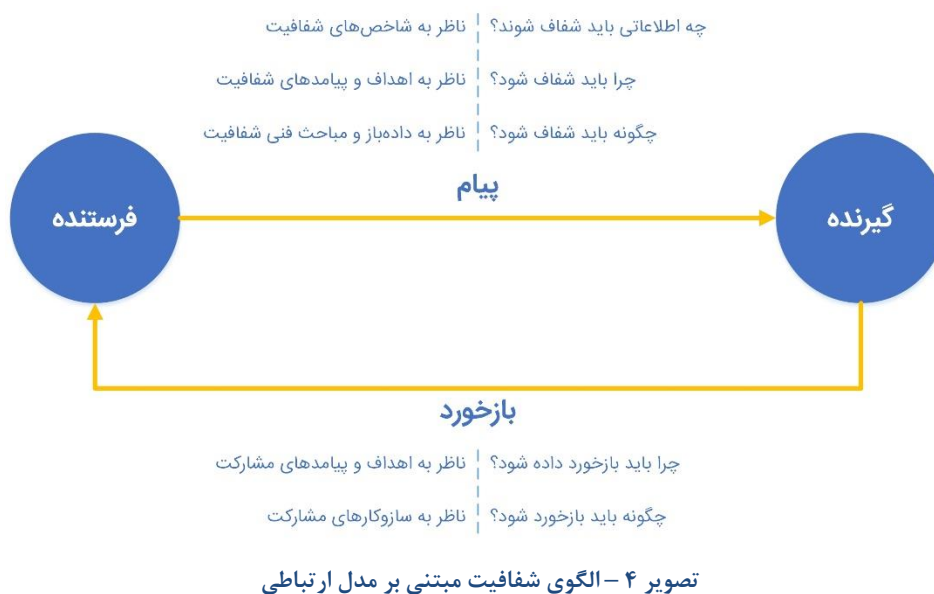 چه اطلاعاتی باید شفاف شوند؟ ناظر به شاخص‌های شفافیت
چرا باید شفاف شود؟ ناظر به اهداف و پیامدهای شفافیت
چگونه باید شفاف شود؟ ناظر به داده‌باز و مباحث فنی شفافیت
پیام
گیرنده
فرستنده
بازخورد
چرا باید بازخورد داده شود؟ ناظر به اهداف و پیامدهای مشارکت
چگونه باید بازخورد شود؟ ناظر به سازوکارهای مشارکت
تصویر ۴ – الگوی شفافیت مبتنی بر مدل ارتباطی